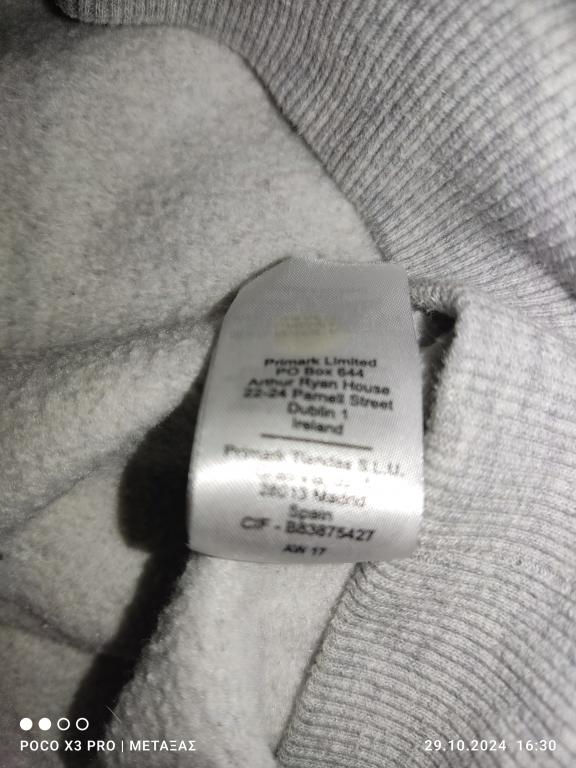 Primark Limited
PO Box 644
Arthur Ryan House
22-24 Parnell Street
Dublin 1
Ireland
Primark Tiendas S.L.U.
28013 Madrid
Spain
CIF - B83875427
AW 17
POCO X3 PRO | ΜΕΤΑΞΑΣ
29.10.2024 16:30